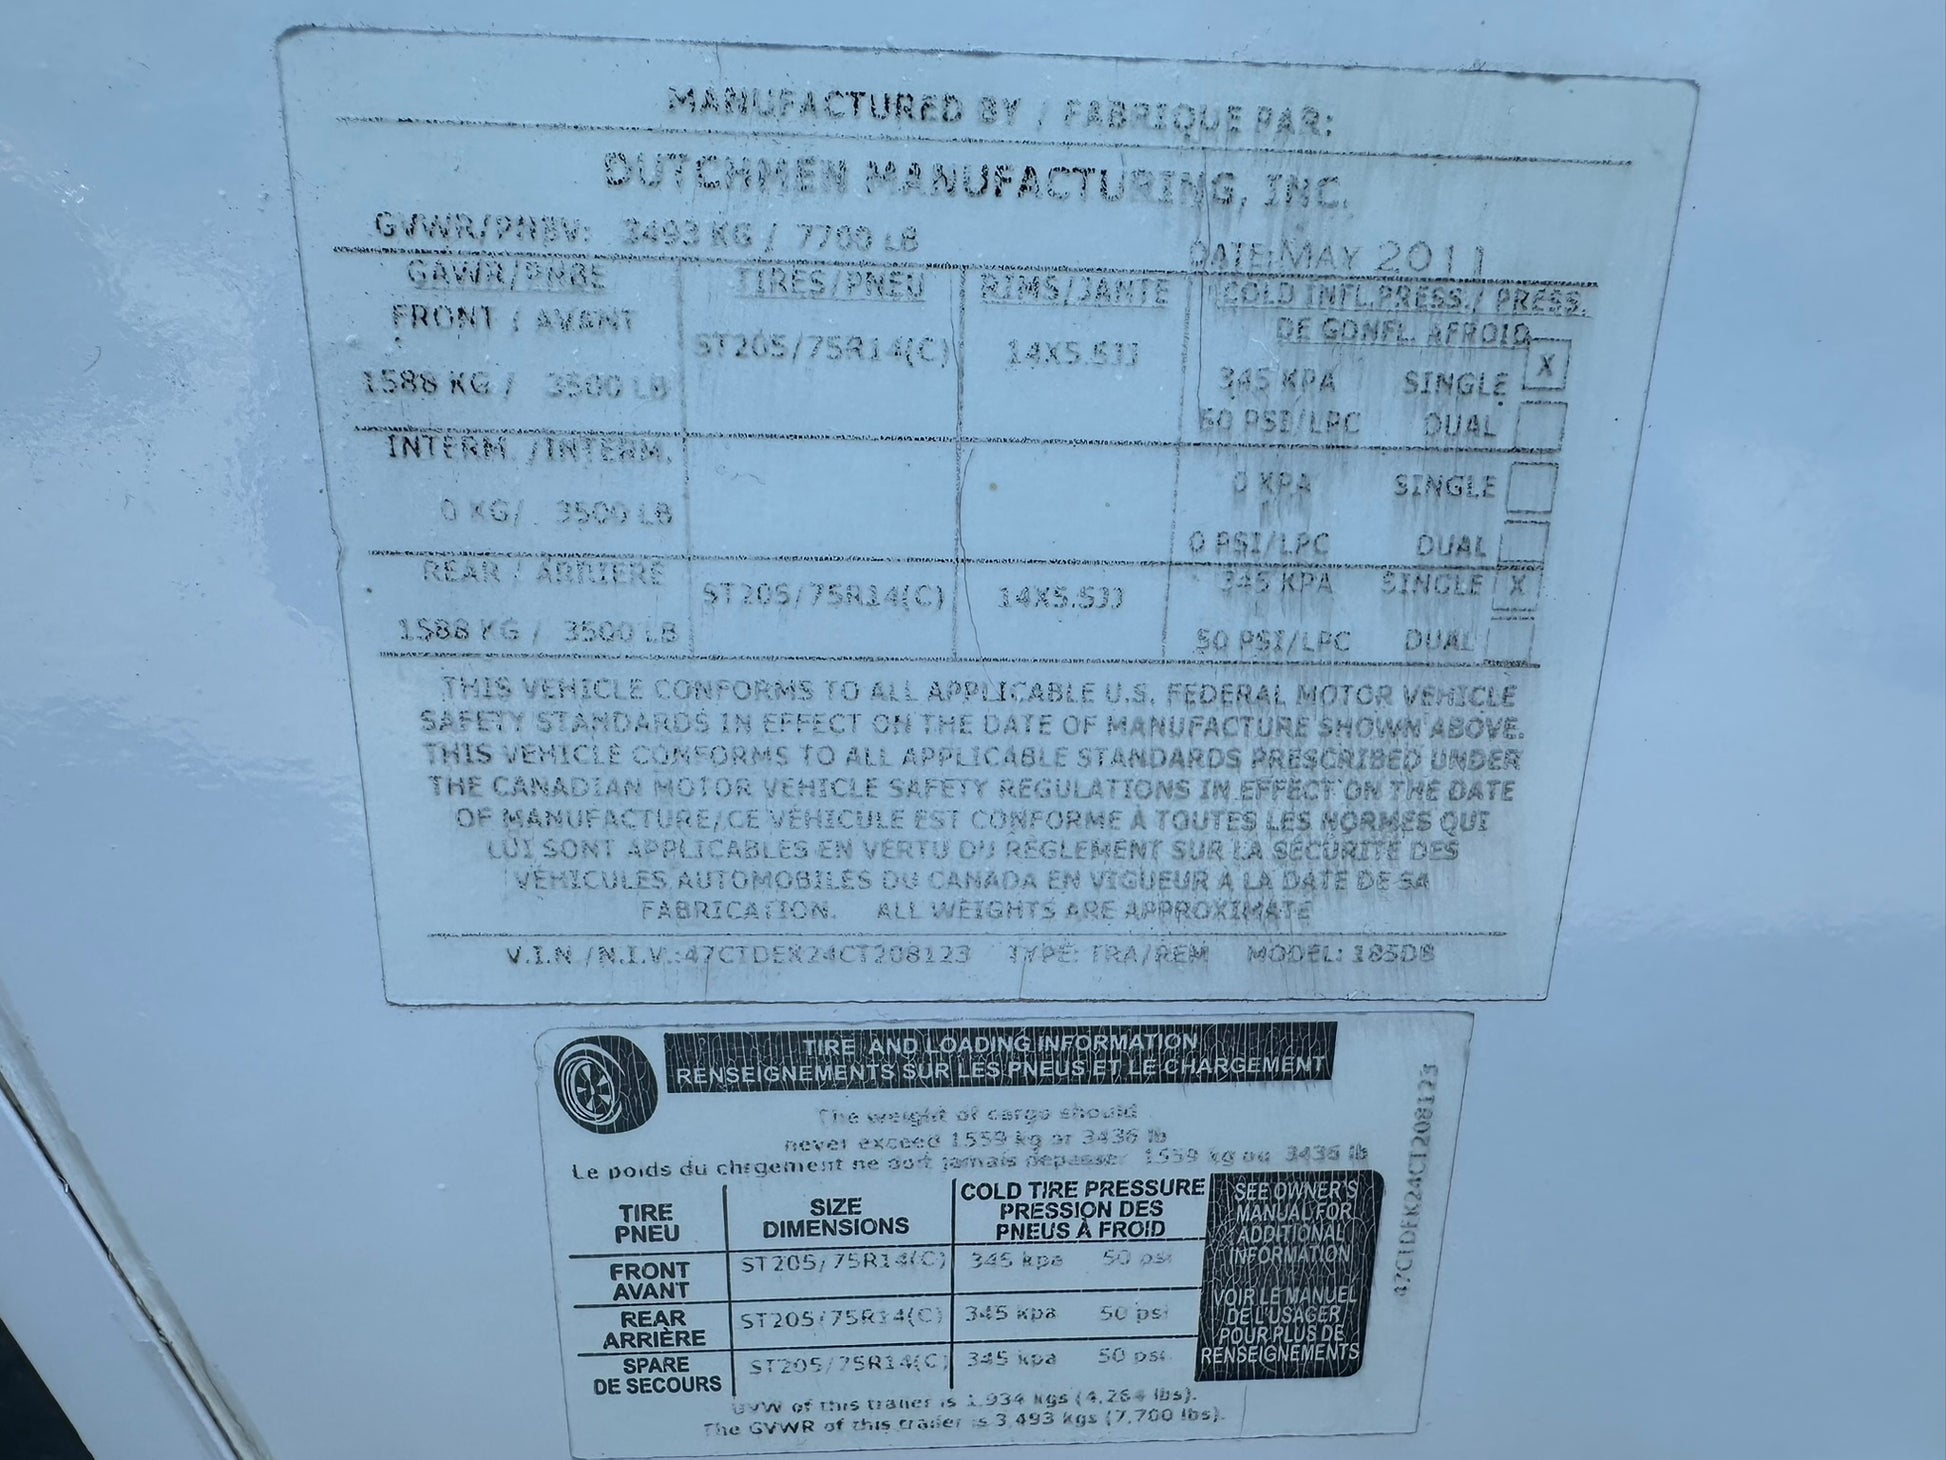 MANUFACTURED BY / FABRIQUE PAR:
DUTCHMEN MANUFACTURING, INC.
GVWR/PNBV: 3493 KG / 7700 LB
DATE: MAY 2011
GAWR/PNBE TIRES/PNEU RIMS/JANTE COLD INFL.PRESS./ PRESS.
DE GONFL. AFROID
FRONT / AVANT ST205/75R14(C) 14X5.5JJ
1588 KG / 3500 LB 345 KPA SINGLE X
50 PSI/LPC DUAL
INTERM. /INTERM.
0 KG/ 3500 LB 0 KPA SINGLE
0 PSI/LPC DUAL
REAR / ARRIERE ST205/75R14(C) 14X5.5JJ 345 KPA SINGLE X
1588 KG / 3500 LB 50 PSI/LPC DUAL
THIS VEHICLE CONFORMS TO ALL APPLICABLE U.S. FEDERAL MOTOR VEHICLE
SAFETY STANDARDS IN EFFECT ON THE DATE OF MANUFACTURE SHOWN ABOVE.
THIS VEHICLE CONFORMS TO ALL APPLICABLE STANDARDS PRESCRIBED UNDER
THE CANADIAN MOTOR VEHICLE SAFETY REGULATIONS IN EFFECT ON THE DATE
OF MANUFACTURE/CE VÉHICULE EST CONFORME À TOUTES LES NORMES QUI
LUI SONT APPLICABLES EN VERTU DU RÈGLEMENT SUR LA SÉCURITÉ DES
VÉHICULES AUTOMOBILES DU CANADA EN VIGUEUR A LA DATE DE SA
FABRICATION. ALL WEIGHTS ARE APPROXIMATE
V.I.N./N.I.V.:47CTDEK24CT208123 TYPE: TRA/REM MODEL: 185DB
TIRE AND LOADING INFORMATION
RENSEIGNEMENTS SUR LES PNEUS ET LE CHARGEMENT
The weight of cargo should
never exceed 1559 kg or 3436 lb
Le poids du chrgement ne doit jamais depasser 1559 kg ou 3436 lb
TIRE
PNEU
SIZE
DIMENSIONS
COLD TIRE PRESSURE
PRESSION DES
PNEUS À FROID
FRONT
AVANT
ST205/75R14(C) 345 kpa 50 psi
REAR
ARRIÈRE
ST205/75R14(C) 345 kpa 50 psi
SPARE
DE SECOURS
ST205/75R14(C) 345 kpa 50 psi
SEE OWNER'S
MANUAL FOR
ADDITIONAL
INFORMATION
VOIR LE MANUEL
DE L'USAGER
POUR PLUS DE
RENSEIGNEMENTS
47CTDEK24CT208123
UVW of this trailer is 1,934 kgs (4,264 lbs).
The GVWR of this trailer is 3,493 kgs (7,700 lbs).